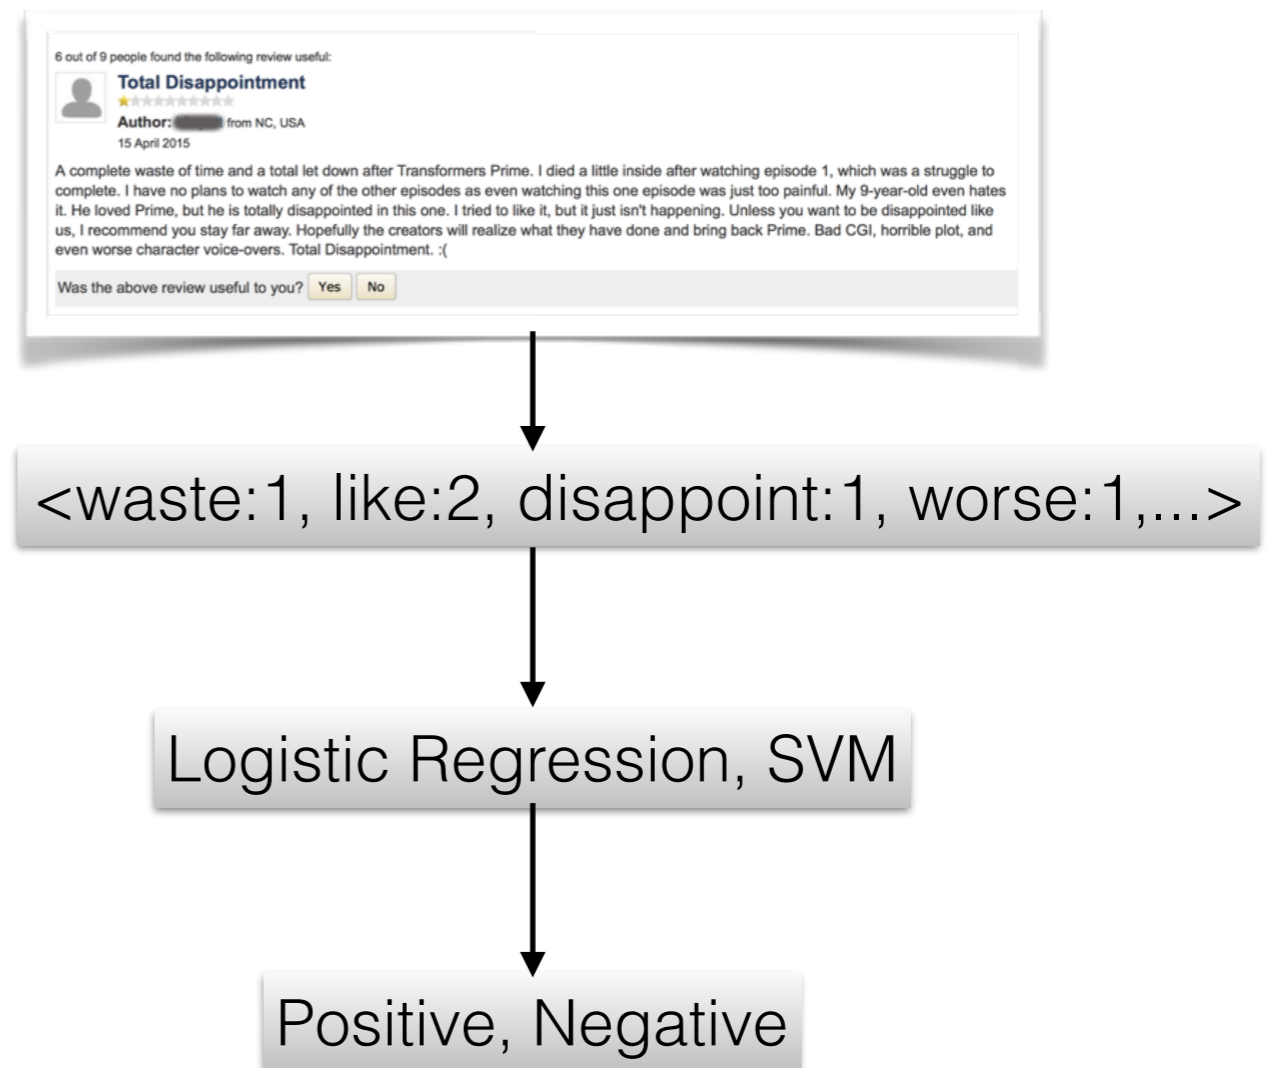 6 out of 9 people found the following review useful:
Total Disappointment
Author: from NC, USA
15 April 2015
A complete waste of time and a total let down after Transformers Prime. I died a little inside after watching episode 1, which was a struggle to
complete. I have no plans to watch any of the other episodes as even watching this one episode was just too painful. My 9-year-old even hates
it. He loved Prime, but he is totally disappointed in this one. I tried to like it, but it just isn't happening. Unless you want to be disappointed like
us, I recommend you stay far away. Hopefully the creators will realize what they have done and bring back Prime. Bad CGI, horrible plot, and
even worse character voice-overs. Total Disappointment. :(
Was the above review useful to you? Yes No
<waste:1, like:2, disappoint:1, worse:1,...>
Logistic Regression, SVM
Positive, Negative